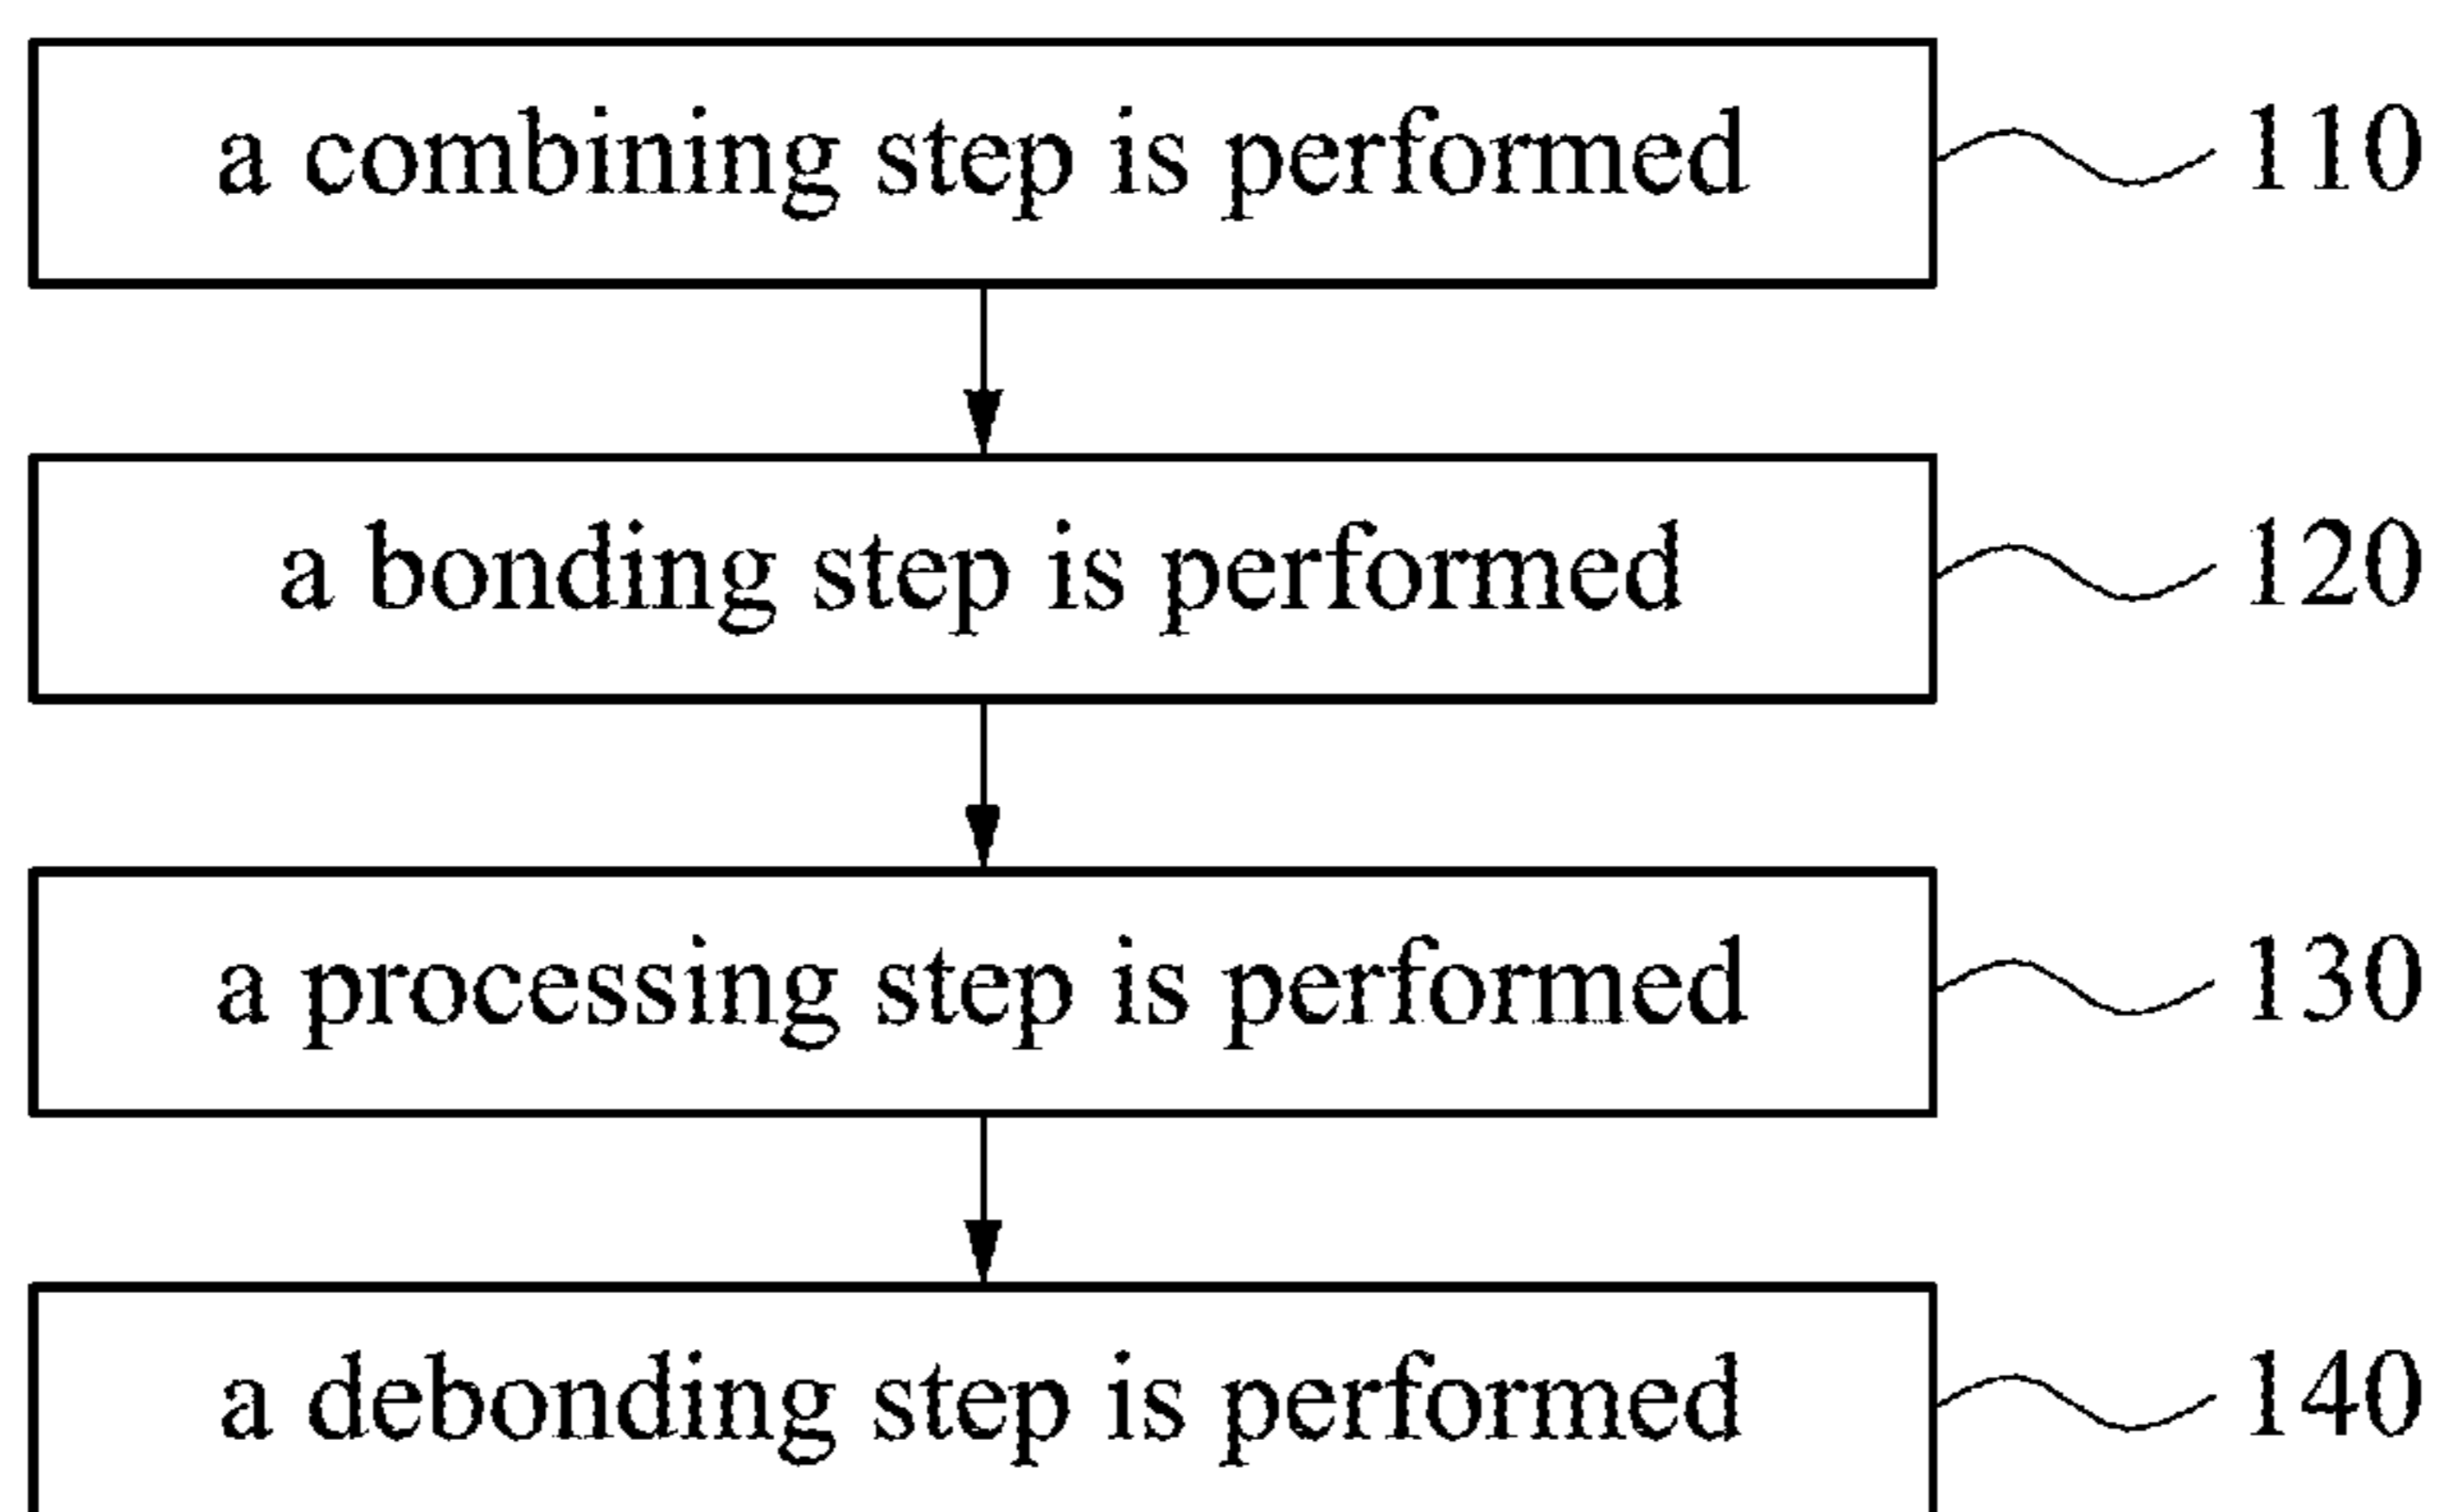 a combining step is performed 110
a bonding step is performed 120
a processing step is performed 130
a debonding step is performed 140